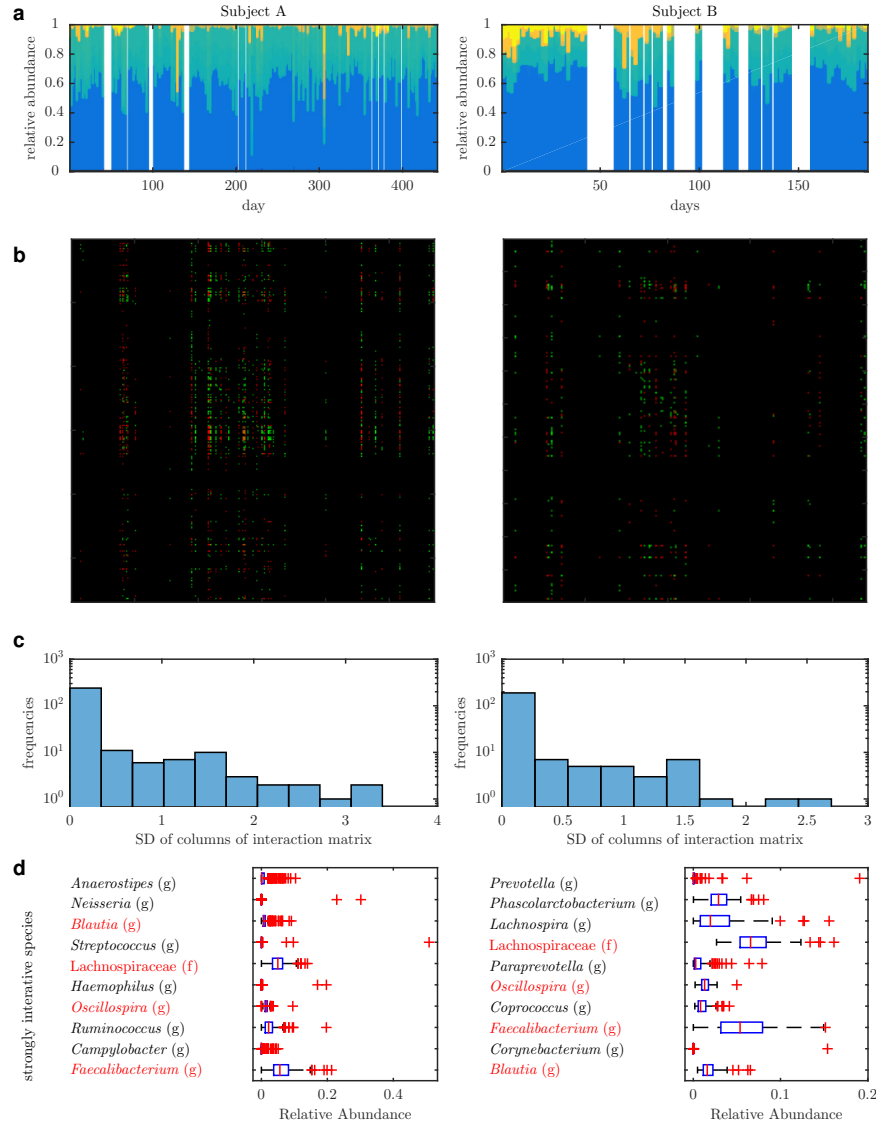 a
Subject A
Subject B
relative abundance
1
0.8
0.6
0.4
0.2
0
100
200
300
400
day
relative abundance
1
0.8
0.6
0.4
0.2
0
50
100
150
days
b
c
frequencies
10^3
10^2
10^1
10^0
0
1
2
3
4
SD of columns of interaction matrix
frequencies
10^3
10^2
10^1
10^0
0
0.5
1
1.5
2
2.5
3
SD of columns of interaction matrix
d
strongly interative species
Anaerostipes (g)
Neisseria (g)
Blautia (g)
Streptococcus (g)
Lachnospiraceae (f)
Haemophilus (g)
Oscillospira (g)
Ruminococcus (g)
Campylobacter (g)
Faecalibacterium (g)
0
0.2
0.4
Relative Abundance
Prevotella (g)
Phascolarctobacterium (g)
Lachnospira (g)
Lachnospiraceae (f)
Paraprevotella (g)
Oscillospira (g)
Coprococcus (g)
Faecalibacterium (g)
Corynebacterium (g)
Blautia (g)
0
0.1
0.2
Relative Abundance